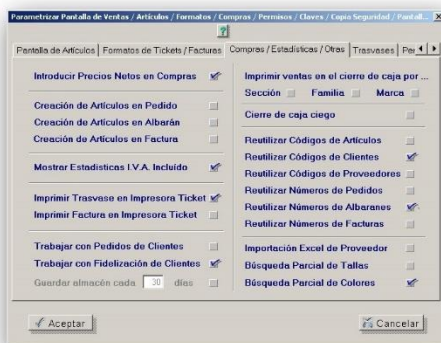 Parametrizar Pantalla de Ventas / Artículos / Formatos / Compras / Permisos / Claves / Copia Seguridad / Pantall...
?
Pantalla de Artículos
Formatos de Tickets / Facturas
Compras / Estadísticas / Otras
Trasvases
Introducir Precios Netos en Compras
Creación de Artículos en Pedido
Creación de Artículos en Albarán
Creación de Artículos en Factura
Mostrar Estadisticas I.V.A. Incluído
Imprimir Trasvase en Impresora Ticket
Imprimir Factura en Impresora Ticket
Trabajar con Pedidos de Clientes
Trabajar con Fidelización de Clientes
Guardar almacén cada 30 días
Imprimir ventas en el cierre de caja por ...
Sección Familia Marca
Cierre de caja ciego
Reutilizar Códigos de Artículos
Reutilizar Códigos de Clientes
Reutilizar Códigos de Proveedores
Reutilizar Números de Pedidos
Reutilizar Números de Albaranes
Reutilizar Números de Facturas
Importación Excel de Proveedor
Búsqueda Parcial de Tallas
Búsqueda Parcial de Colores
Aceptar
Cancelar